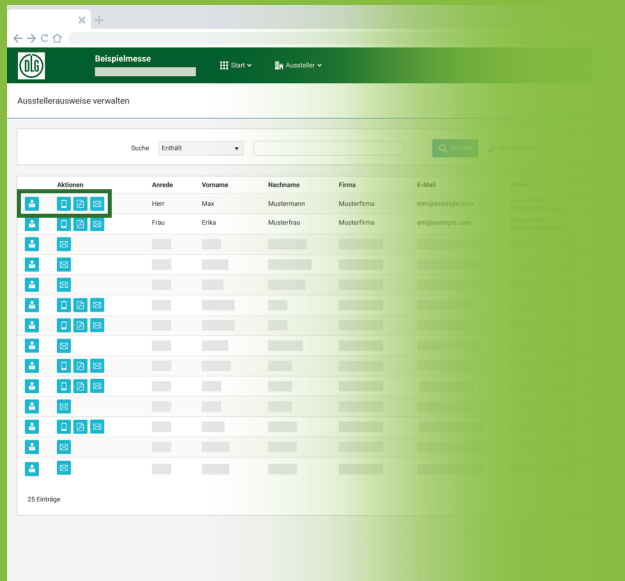 DLG
Beispielmesse
Start
Aussteller
Ausstellerausweise verwalten
Suche
Enthält
Suchen
Aktionen Anrede Vorname Nachname Firma E-Mail Artikel
Herr Max Mustermann Musterfirma mm@example.com
Frau Erika Musterfrau Musterfirma em@example.com
25 Einträge